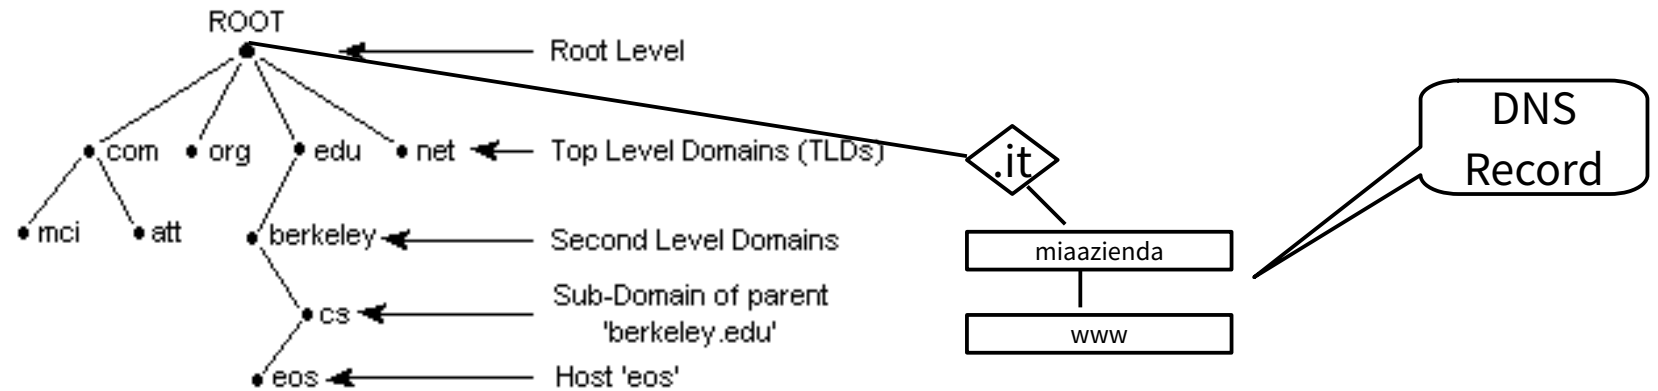 ROOT
Root Level
com
org
edu
net
Top Level Domains (TLDs)
.it
DNS
Record
mci
att
berkeley
Second Level Domains
miaazienda
cs
Sub-Domain of parent
'berkeley.edu'
www
eos
Host 'eos'